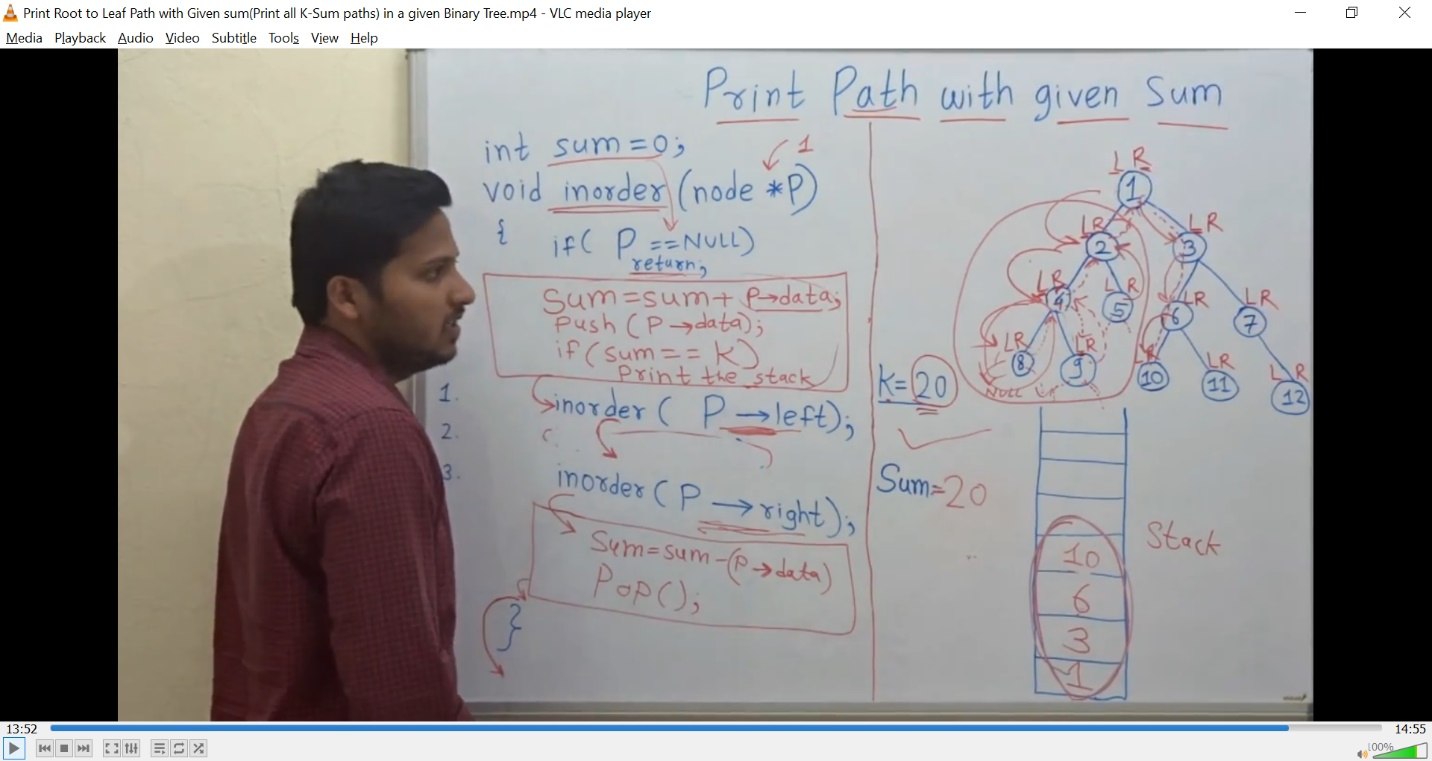 Print Root to Leaf Path with Given sum(Print all K-Sum paths) in a given Binary Tree.mp4 - VLC media player
Media Playback Audio Video Subtitle Tools View Help
Print Path with given Sum
int sum=0;
1
void inorder (node *P)
{
if( P ==NULL)
return;
Sum=sum+ P→data;
Push (P→data);
if(sum == K)
Print the stack
1. inorder ( P →left);
2.
3. inorder ( P →right);
Sum=sum-(P→data)
Pop();
}
L R
1
L R L R
2 3
L R L R L R L R
4 5 6 7
L R L R L R L R L R
8 9 10 11 12
NULL
K=20
Sum=20
Stack
10
6
3
1
13:52 14:55
100%